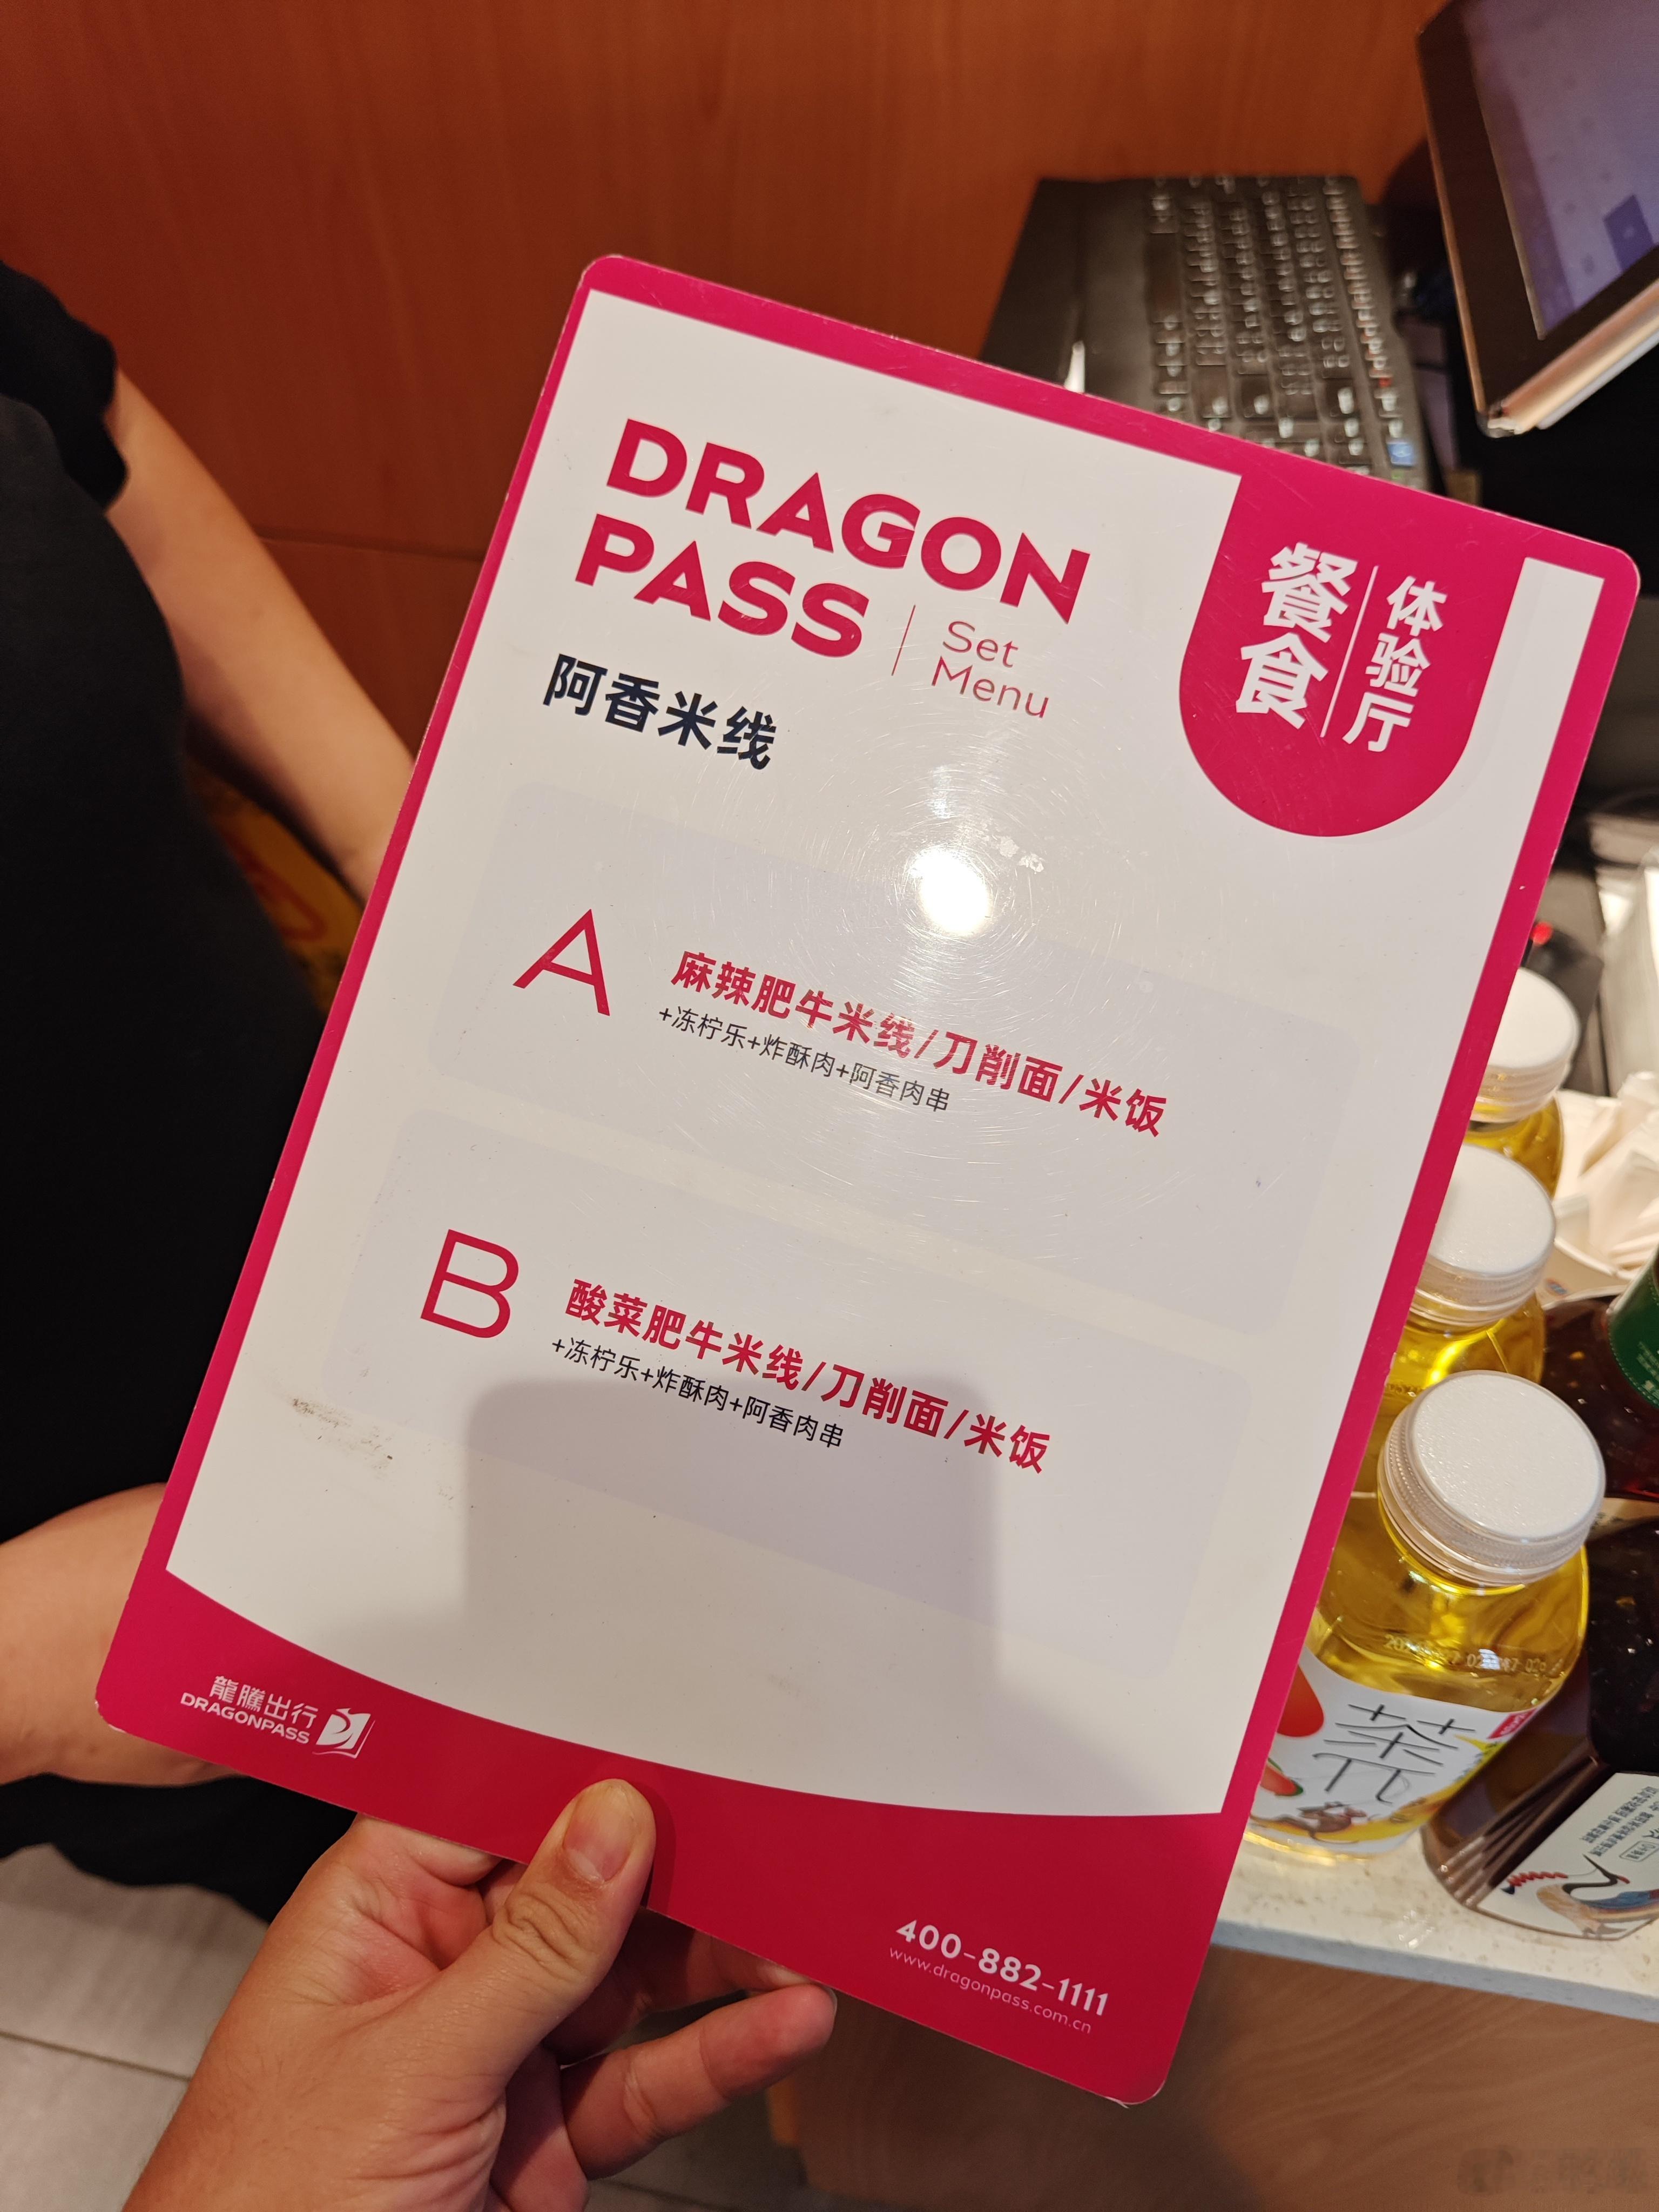 DRAGON
PASS
Set
Menu
餐食
体验厅
阿香米线
A
麻辣肥牛米线/刀削面/米饭
+冻柠乐+炸酥肉+阿香肉串
B
酸菜肥牛米线/刀削面/米饭
+冻柠乐+炸酥肉+阿香肉串
龍騰出行
DRAGONPASS
400-882-1111
www.dragonpass.com.cn
茶π